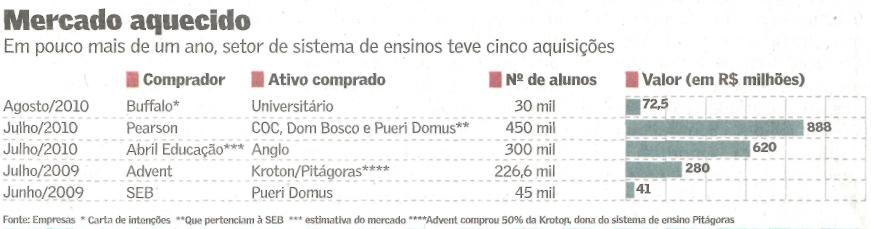 Mercado aquecido
Em pouco mais de um ano, setor de sistema de ensinos teve cinco aquisições
Comprador Ativo comprado Nº de alunos Valor (em R$ milhões)
Agosto/2010 Buffalo* Universitário 30 mil 72,5
Julho/2010 Pearson COC, Dom Bosco e Pueri Domus** 450 mil 888
Julho/2010 Abril Educação*** Anglo 300 mil 620
Julho/2009 Advent Kroton/Pitágoras**** 226,6 mil 280
Junho/2009 SEB Pueri Domus 45 mil 41
Fonte: Empresas * Carta de intenções **Que pertenciam à SEB *** estimativa do mercado ****Advent comprou 50% da Kroton, dona do sistema de ensino Pitágoras